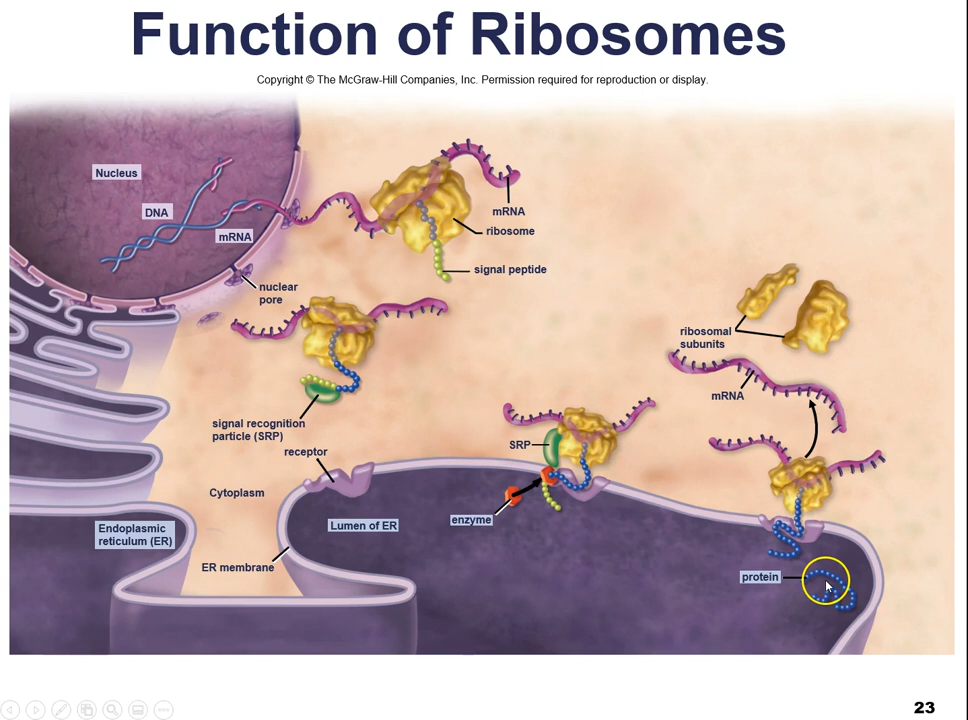 Function of Ribosomes
Copyright © The McGraw-Hill Companies, Inc. Permission required for reproduction or display.
Nucleus
DNA
mRNA
mRNA
ribosome
signal peptide
nuclear
pore
ribosomal
subunits
mRNA
signal recognition
particle (SRP)
receptor
SRP
Cytoplasm
enzyme
Lumen of ER
Endoplasmic
reticulum (ER)
ER membrane
protein
23